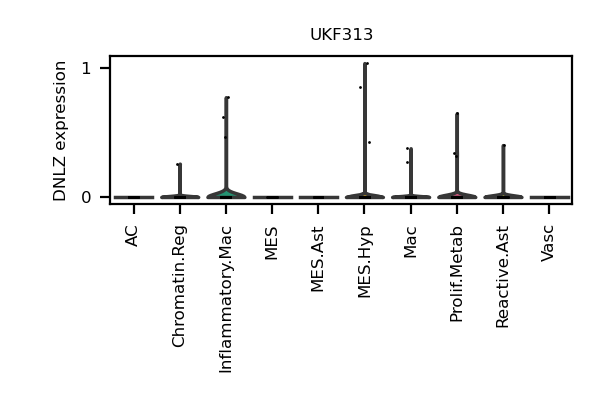 UKF313
DNLZ expression
1
0
AC
Chromatin.Reg
Inflammatory.Mac
MES
MES.Ast
MES.Hyp
Mac
Prolif.Metab
Reactive.Ast
Vasc